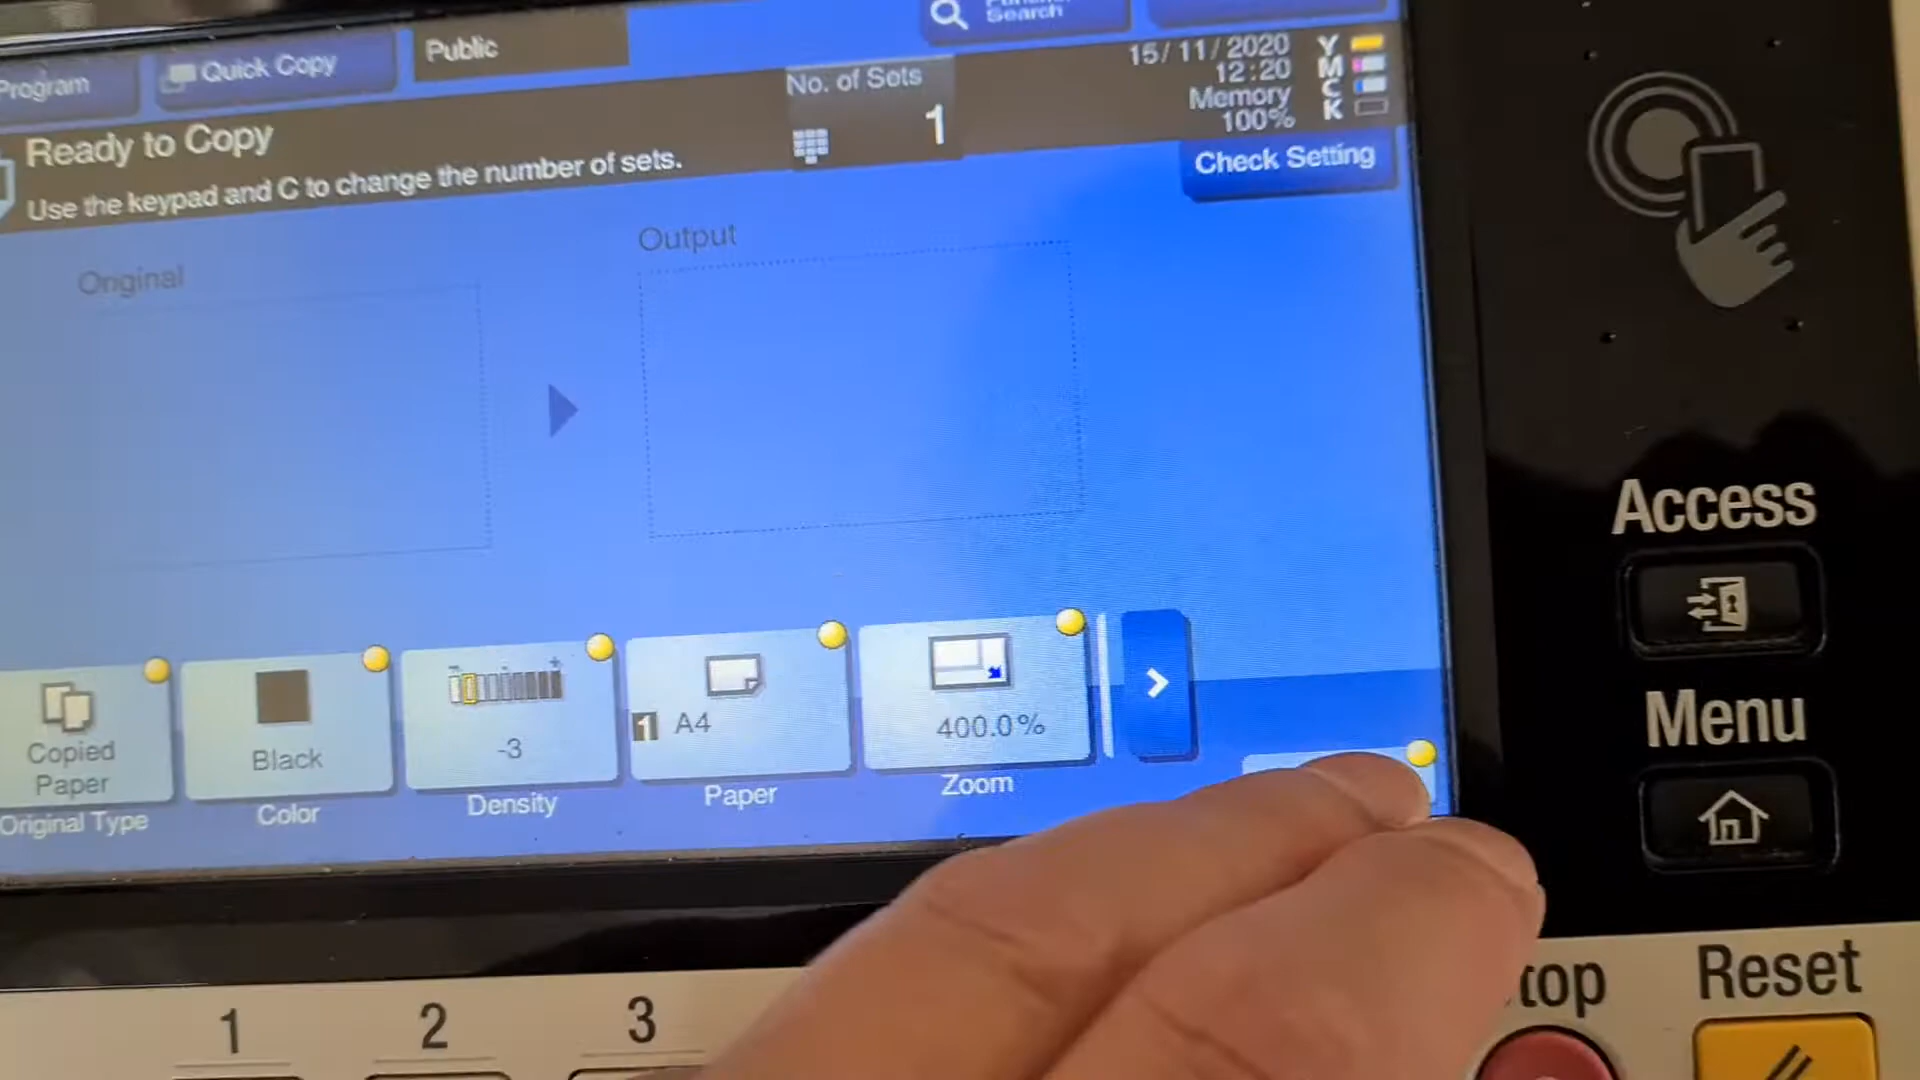 Program
Quick Copy
Public
Search
15/11/2020
12:20
Memory
100%
Y
M
C
K
No. of Sets
1
Ready to Copy
Use the keypad and C to change the number of sets.
Check Setting
Original
Output
Copied
Paper
Original Type
Black
Color
-3
Density
1 A4
Paper
400.0%
Zoom
Access
Menu
top
Reset
1
2
3